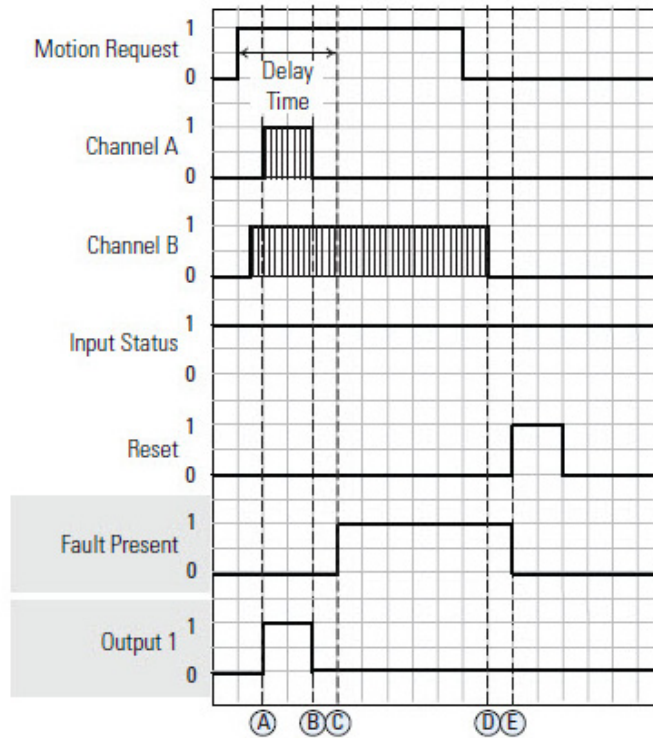 Motion Request 1
0
Delay
Time
Channel A 1
0
Channel B 1
0
Input Status 1
0
Reset 1
0
Fault Present 1
0
Output 1 1
0
A B C D E